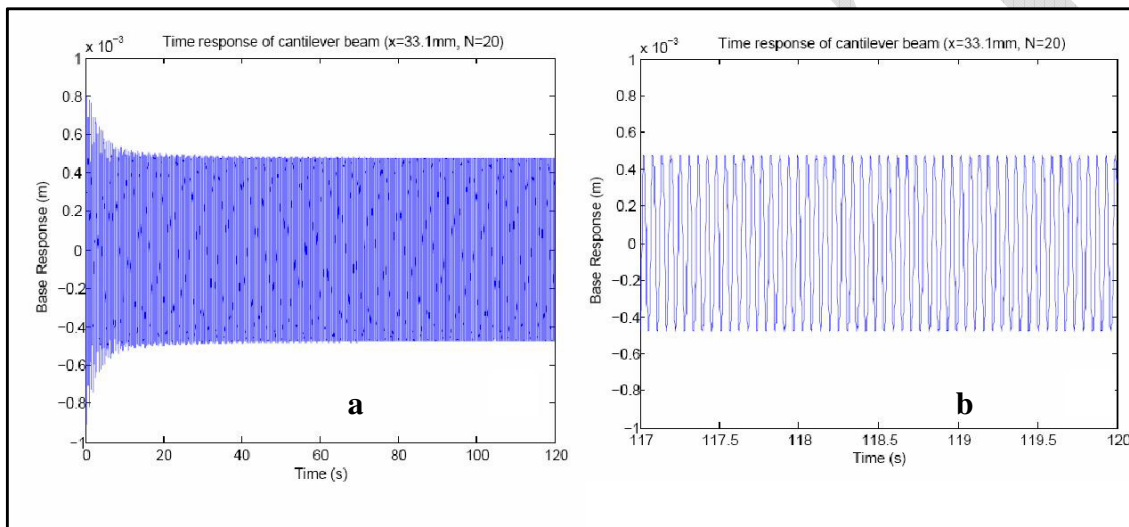 x 10⁻³
Time response of cantilever beam (x=33.1mm, N=20)
1
0.8
0.6
0.4
0.2
0
−0.2
−0.4
−0.6
−0.8
−1
Base Response (m)
0 20 40 60 80 100 120
Time (s)
a
x 10⁻³
Time response of cantilever beam (x=33.1mm, N=20)
1
0.8
0.6
0.4
0.2
0
−0.2
−0.4
−0.6
−0.8
−1
Base Response (m)
117 117.5 118 118.5 119 119.5 120
Time (s)
b